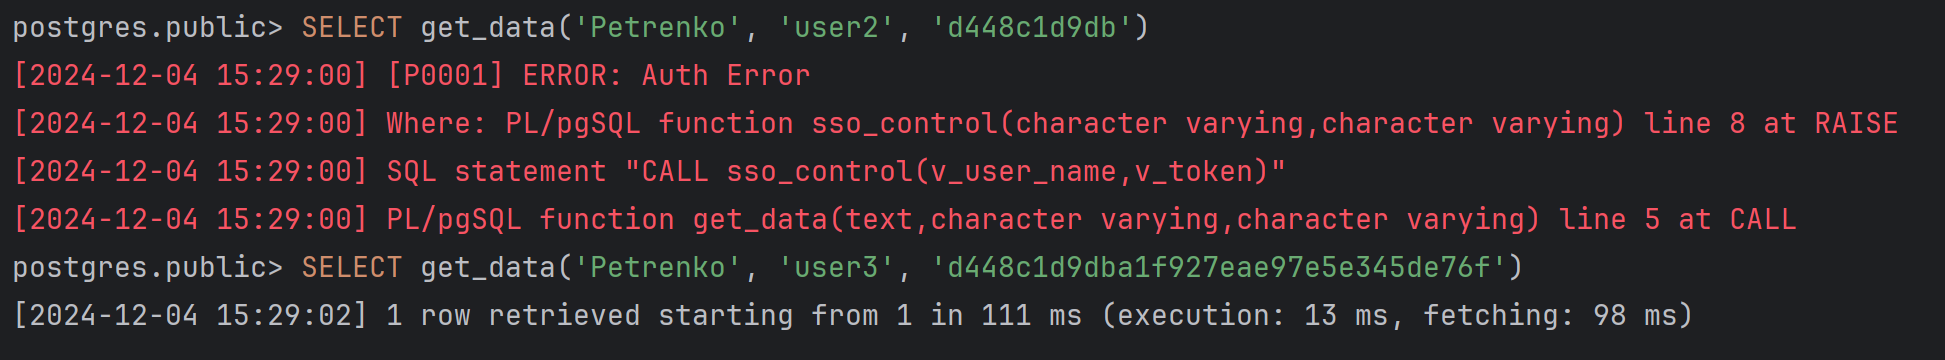 postgres.public> SELECT get_data('Petrenko', 'user2', 'd448c1d9db')
[2024-12-04 15:29:00] [P0001] ERROR: Auth Error
[2024-12-04 15:29:00] Where: PL/pgSQL function sso_control(character varying,character varying) line 8 at RAISE
[2024-12-04 15:29:00] SQL statement "CALL sso_control(v_user_name,v_token)"
[2024-12-04 15:29:00] PL/pgSQL function get_data(text,character varying,character varying) line 5 at CALL
postgres.public> SELECT get_data('Petrenko', 'user3', 'd448c1d9dba1f927eae97e5e345de76f')
[2024-12-04 15:29:02] 1 row retrieved starting from 1 in 111 ms (execution: 13 ms, fetching: 98 ms)